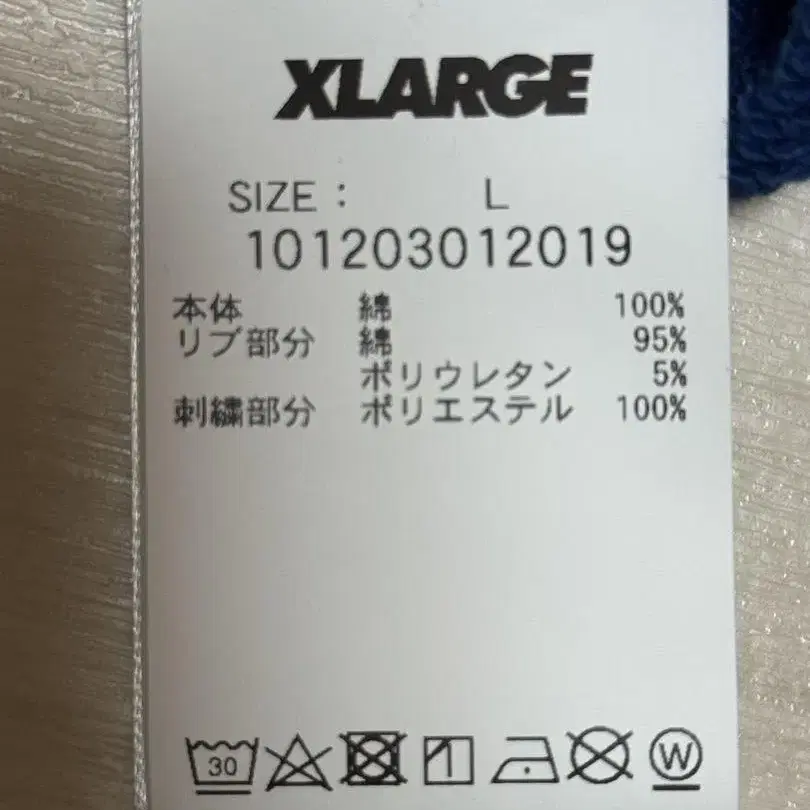 XLARGE
SIZE : L
101203012019
本体 綿 100%
リブ部分 綿 95%
ポリウレタン 5%
刺繍部分 ポリエステル 100%
30 W